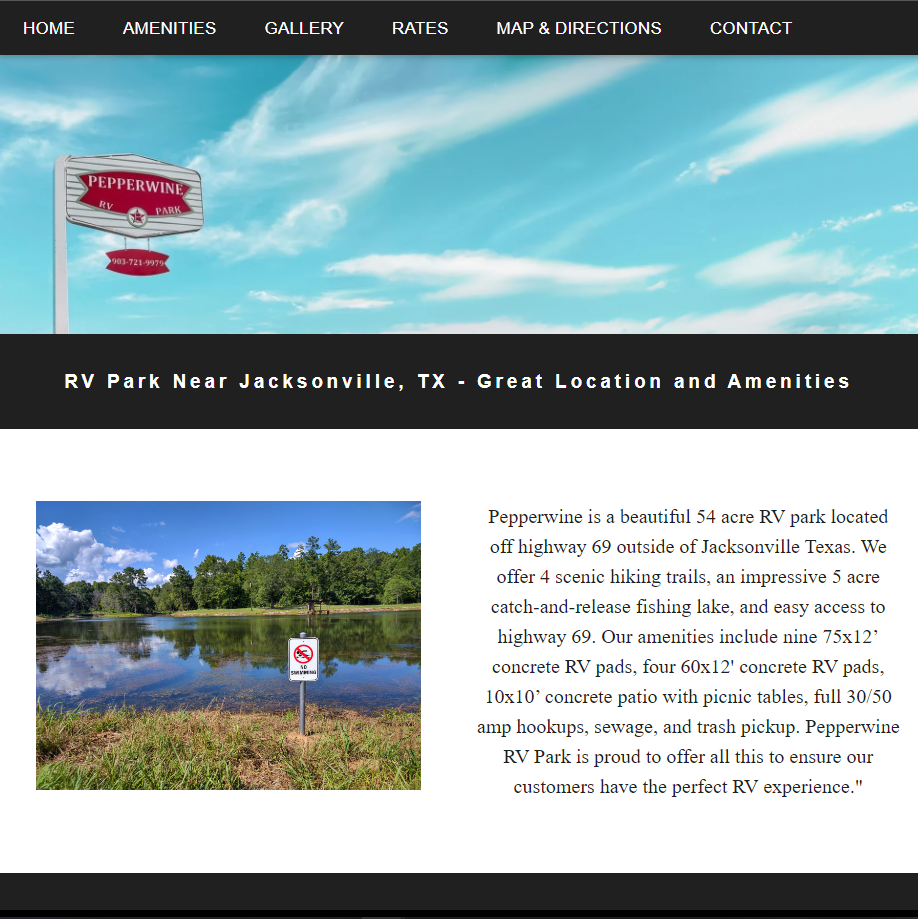 HOME AMENITIES GALLERY RATES MAP & DIRECTIONS CONTACT
PEPPERWINE
RV PARK
903-721-9979
RV Park Near Jacksonville, TX - Great Location and Amenities
Pepperwine is a beautiful 54 acre RV park located
off highway 69 outside of Jacksonville Texas. We
offer 4 scenic hiking trails, an impressive 5 acre
catch-and-release fishing lake, and easy access to
highway 69. Our amenities include nine 75x12’
concrete RV pads, four 60x12' concrete RV pads,
10x10’ concrete patio with picnic tables, full 30/50
amp hookups, sewage, and trash pickup. Pepperwine
RV Park is proud to offer all this to ensure our
customers have the perfect RV experience."
NO
SWIMMING